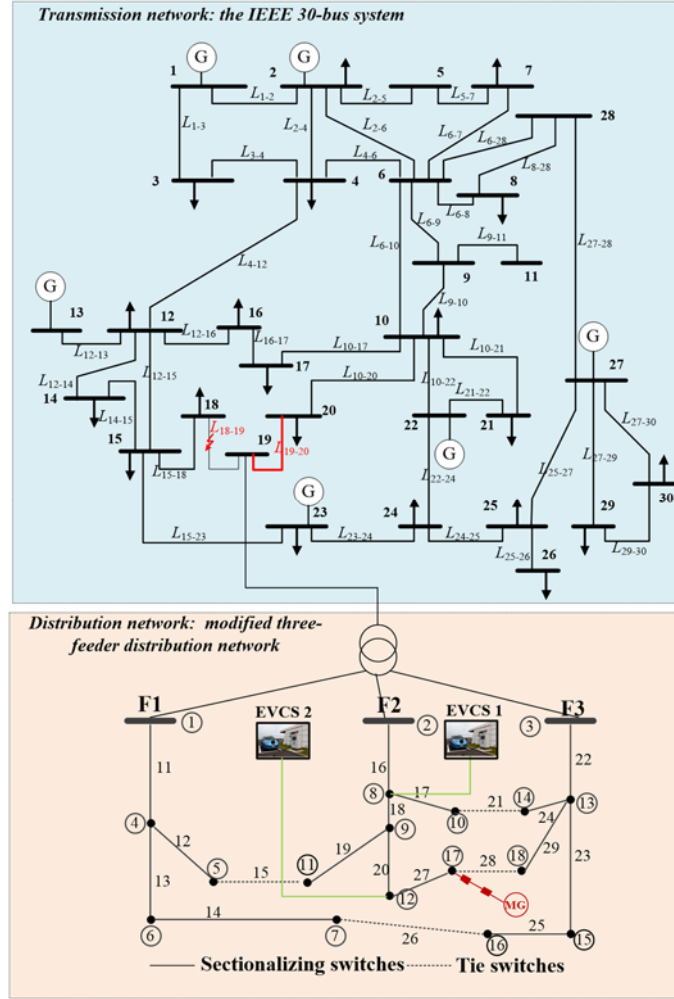 Transmission network: the IEEE 30-bus system
G
G
1
2
5
7
L1-2
L2-5
L5-7
28
L1-3
L2-4
L2-6
L6-7
L6-28
L8-28
L3-4
L4-6
3
4
6
8
L6-8
L6-9
L9-11
L6-10
L27-28
L4-12
9
11
G
L9-10
13
12
16
10
G
L12-13
L12-16
L16-17
L10-17
L10-21
27
17
L12-14
L12-15
L10-20
L10-22
L21-22
14
18
20
22
21
L27-30
L14-15
L18-19
19
L19-20
G
15
L15-18
L22-24
L25-27
L27-29
G
30
23
24
25
29
L15-23
L23-24
L24-25
L25-26
L29-30
26
Distribution network: modified three-
feeder distribution network
F1
EVCS 2
F2
EVCS 1
F3
1
2
3
11
16
22
8
17
21
14
13
18
10
24
4
9
12
19
17
28
18
29
23
13
5
15
11
20
27
12
MG
14
25
6
7
26
16
15
Sectionalizing switches
Tie switches